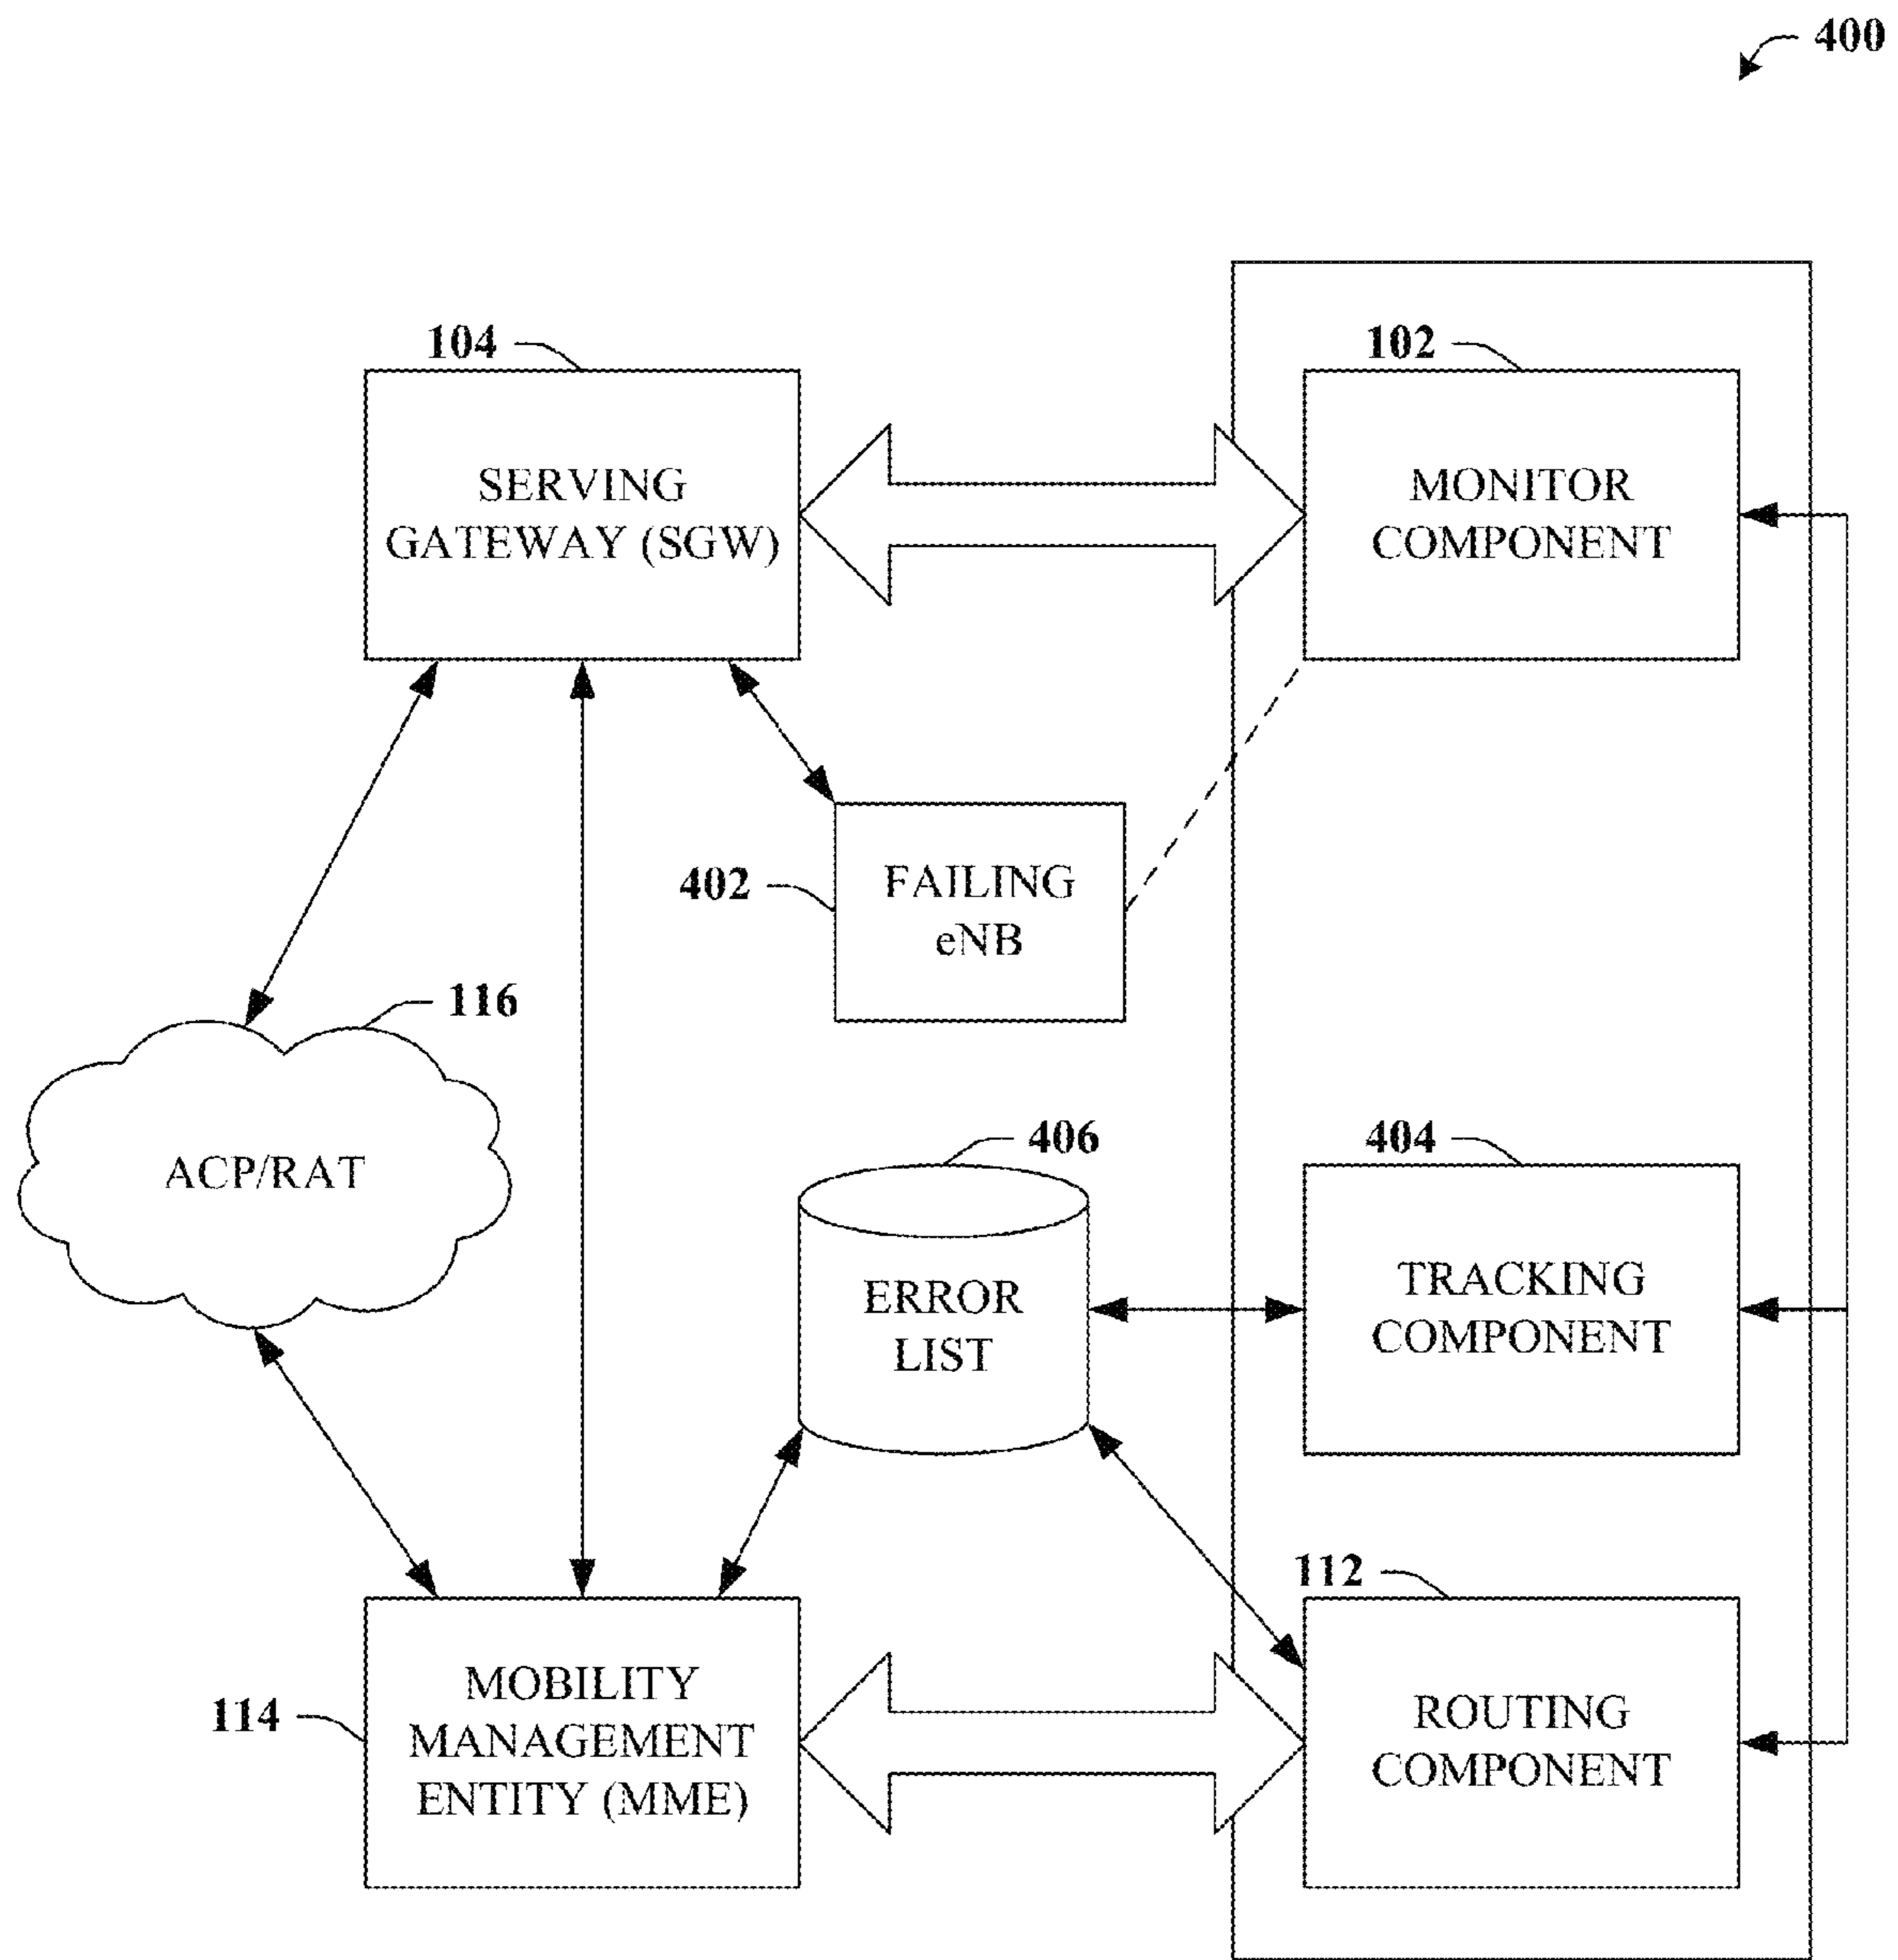 400
104
102
SERVING
GATEWAY (SGW)
MONITOR
COMPONENT
402
FAILING
eNB
116
ACP/RAT
406
404
ERROR
LIST
TRACKING
COMPONENT
112
114
MOBILITY
MANAGEMENT
ENTITY (MME)
ROUTING
COMPONENT